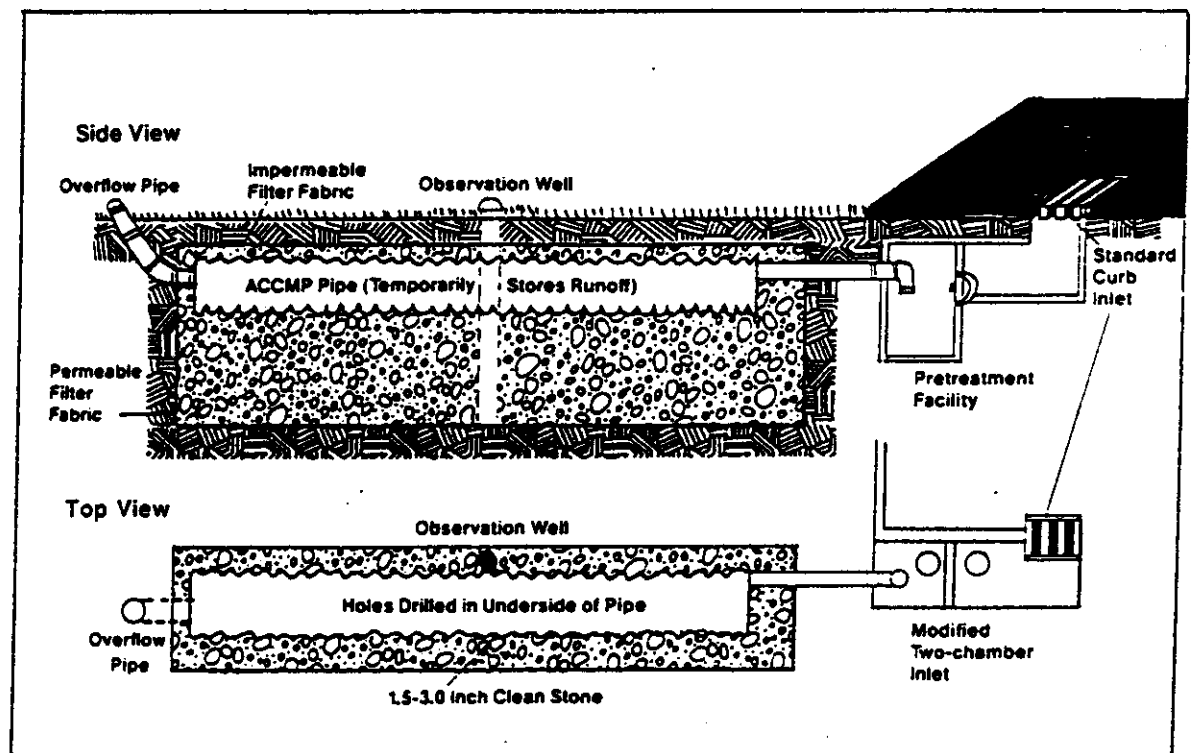 Side View
Overflow Pipe
Impermeable
Filter Fabric
Observation Well
ACCMP Pipe (Temporarily Stores Runoff)
Standard
Curb
Inlet
Permeable
Filter
Fabric
Pretreatment
Facility
Top View
Observation Well
Holes Drilled in Underside of Pipe
Overflow
Pipe
Modified
Two-chamber
Inlet
1.5-3.0 Inch Clean Stone